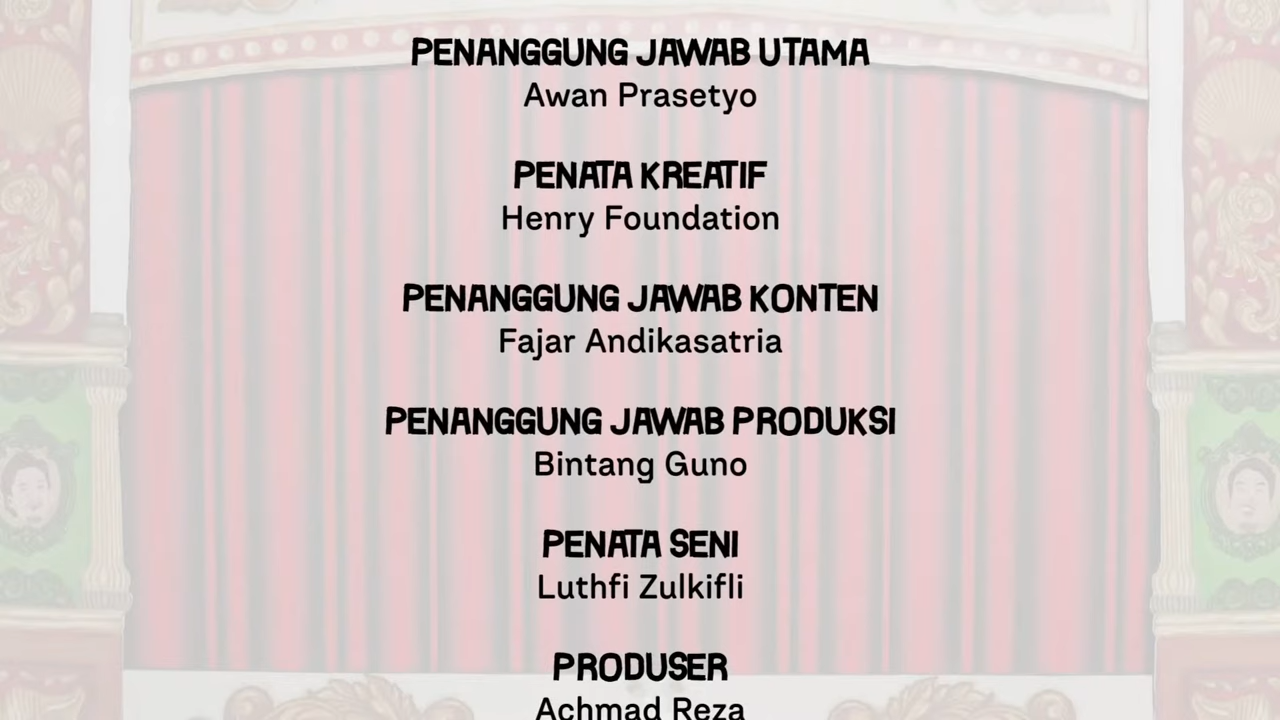 PENANGGUNG JAWAB UTAMA
Awan Prasetyo
PENATA KREATIF
Henry Foundation
PENANGGUNG JAWAB KONTEN
Fajar Andikasatria
PENANGGUNG JAWAB PRODUKSI
Bintang Guno
PENATA SENI
Luthfi Zulkifli
PRODUSER
Achmad Reza